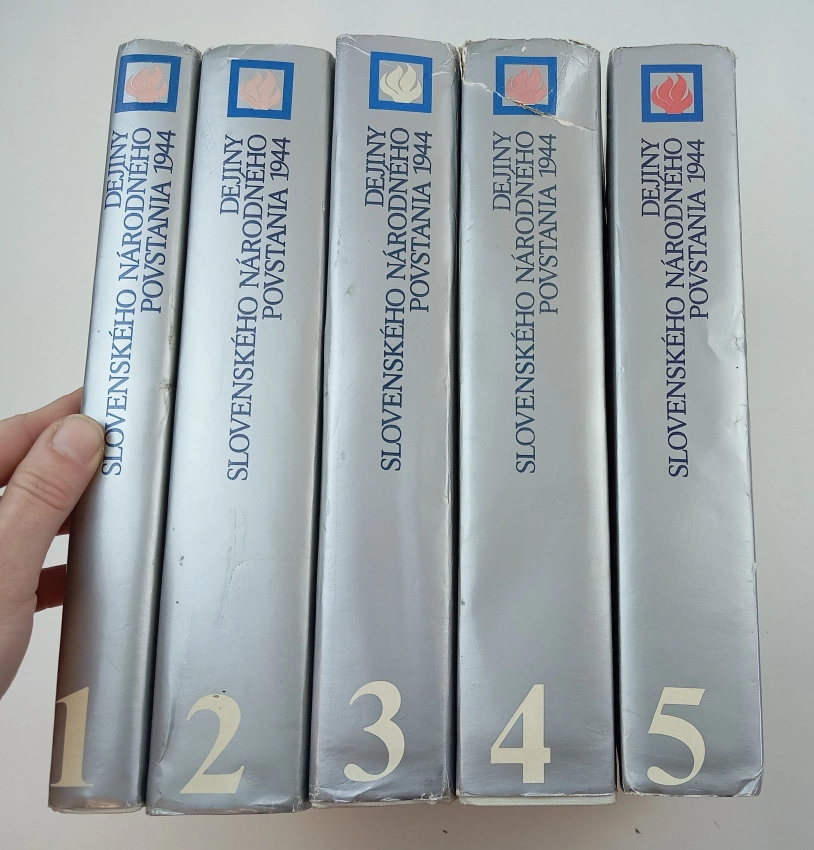 DEJINY
SLOVENSKÉHO NÁRODNÉHO
POVSTANIA 1944
1
DEJINY
SLOVENSKÉHO NÁRODNÉHO
POVSTANIA 1944
2
DEJINY
SLOVENSKÉHO NÁRODNÉHO
POVSTANIA 1944
3
DEJINY
SLOVENSKÉHO NÁRODNÉHO
POVSTANIA 1944
4
DEJINY
SLOVENSKÉHO NÁRODNÉHO
POVSTANIA 1944
5